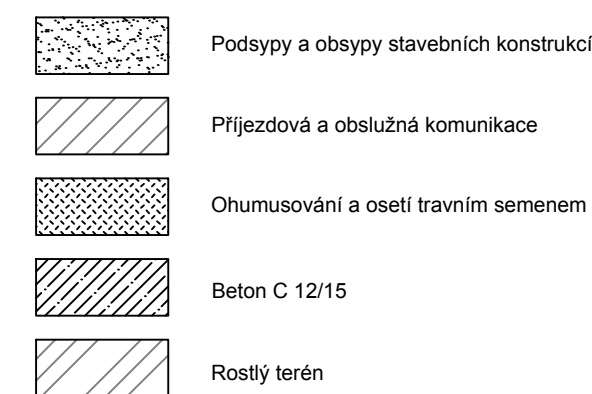 Podsypy a obsypy stavebních konstrukcí
Příjezdová a obslužná komunikace
Ohumusování a osetí travním semenem
Beton C 12/15
Rostlý terén